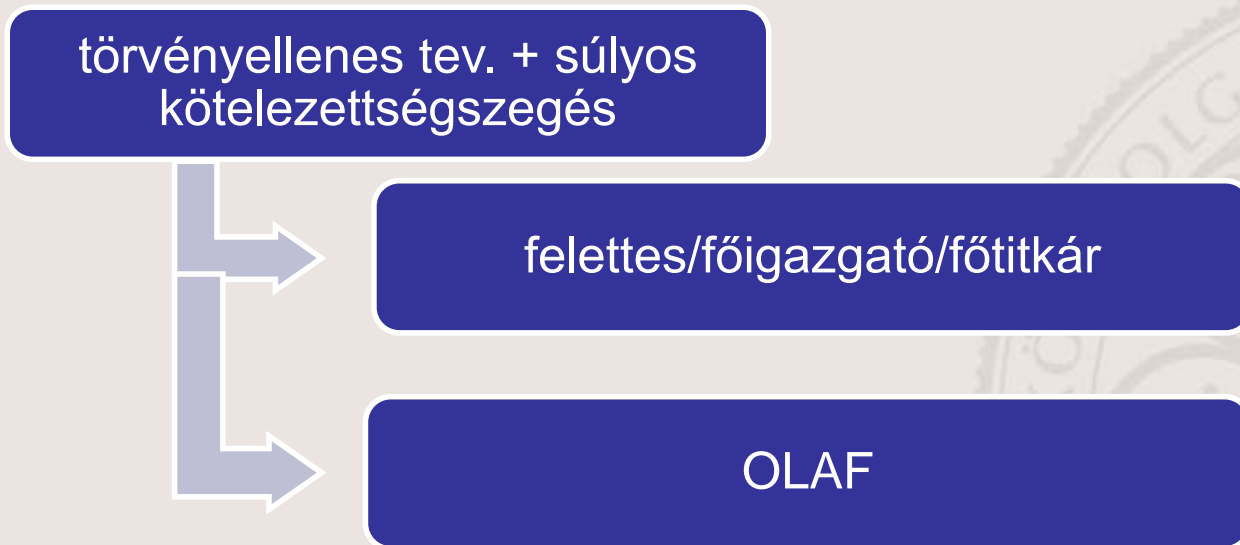 törvényellenes tev. + súlyos
kötelezettségszegés
felettes/főigazgató/főtitkár
OLAF